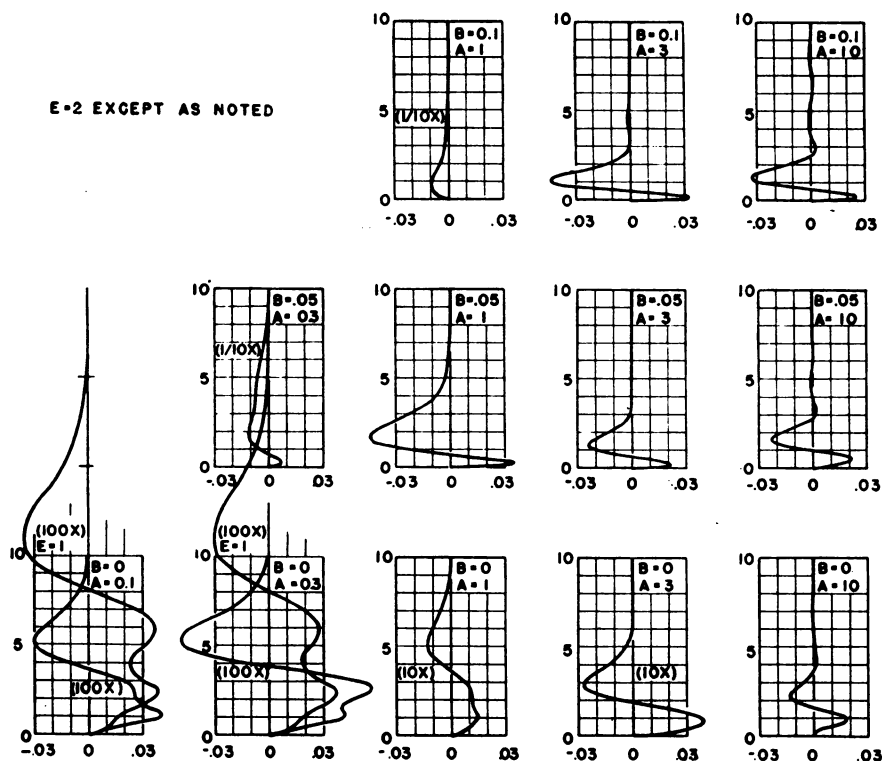 10
B=0.1
A=1
5
(1/10X)
0
-.03 0 .03
B=0.1
A=3
5
0
-.03 0 .03
10
B=0.1
A=10
5
0
-.03 0 .03
E=2 EXCEPT AS NOTED
10
B=.05
A=0.3
(1/10X)
5
0
-.03 0 .03
10
B=.05
A=1
5
0
-.03 0 .03
10
B=.05
A=3
5
0
-.03 0 .03
10
B=.05
A=10
5
0
-.03 0 .03
(100X)
E=1
10
B=0
A=0.1
5
(100X)
0
-.03 0 .03
(100X)
E=1
10
B=0
A=0.3
5
(100X)
0
-.03 0 .03
10
B=0
A=1
5
(10X)
0
-.03 0 .03
10
B=0
A=3
5
(10X)
0
-.03 0 .03
10
B=0
A=10
5
0
-.03 0 .03